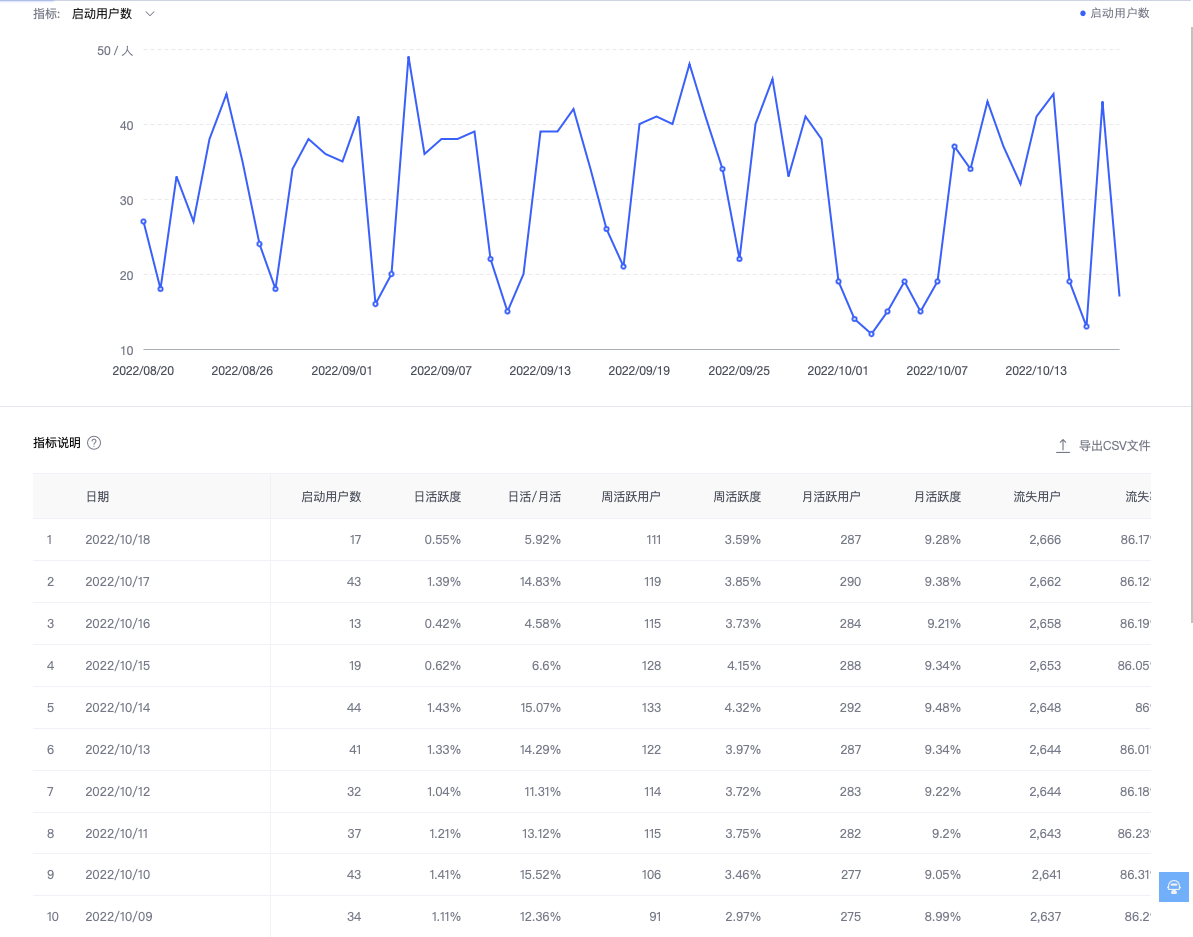 指标: 启动用户数
启动用户数
50 / 人
40
30
20
10
2022/08/20 2022/08/26 2022/09/01 2022/09/07 2022/09/13 2022/09/19 2022/09/25 2022/10/01 2022/10/07 2022/10/13
指标说明 ?
导出CSV文件
日期 启动用户数 日活跃度 日活/月活 周活跃用户 周活跃度 月活跃用户 月活跃度 流失用户 流失
1 2022/10/18 17 0.55% 5.92% 111 3.59% 287 9.28% 2,666 86.17
2 2022/10/17 43 1.39% 14.83% 119 3.85% 290 9.38% 2,662 86.12
3 2022/10/16 13 0.42% 4.58% 115 3.73% 284 9.21% 2,658 86.19
4 2022/10/15 19 0.62% 6.6% 128 4.15% 288 9.34% 2,653 86.05
5 2022/10/14 44 1.43% 15.07% 133 4.32% 292 9.48% 2,648 86
6 2022/10/13 41 1.33% 14.29% 122 3.97% 287 9.34% 2,644 86.01
7 2022/10/12 32 1.04% 11.31% 114 3.72% 283 9.22% 2,644 86.18
8 2022/10/11 37 1.21% 13.12% 115 3.75% 282 9.2% 2,643 86.23
9 2022/10/10 43 1.41% 15.52% 106 3.46% 277 9.05% 2,641 86.31
10 2022/10/09 34 1.11% 12.36% 91 2.97% 275 8.99% 2,637 86.2